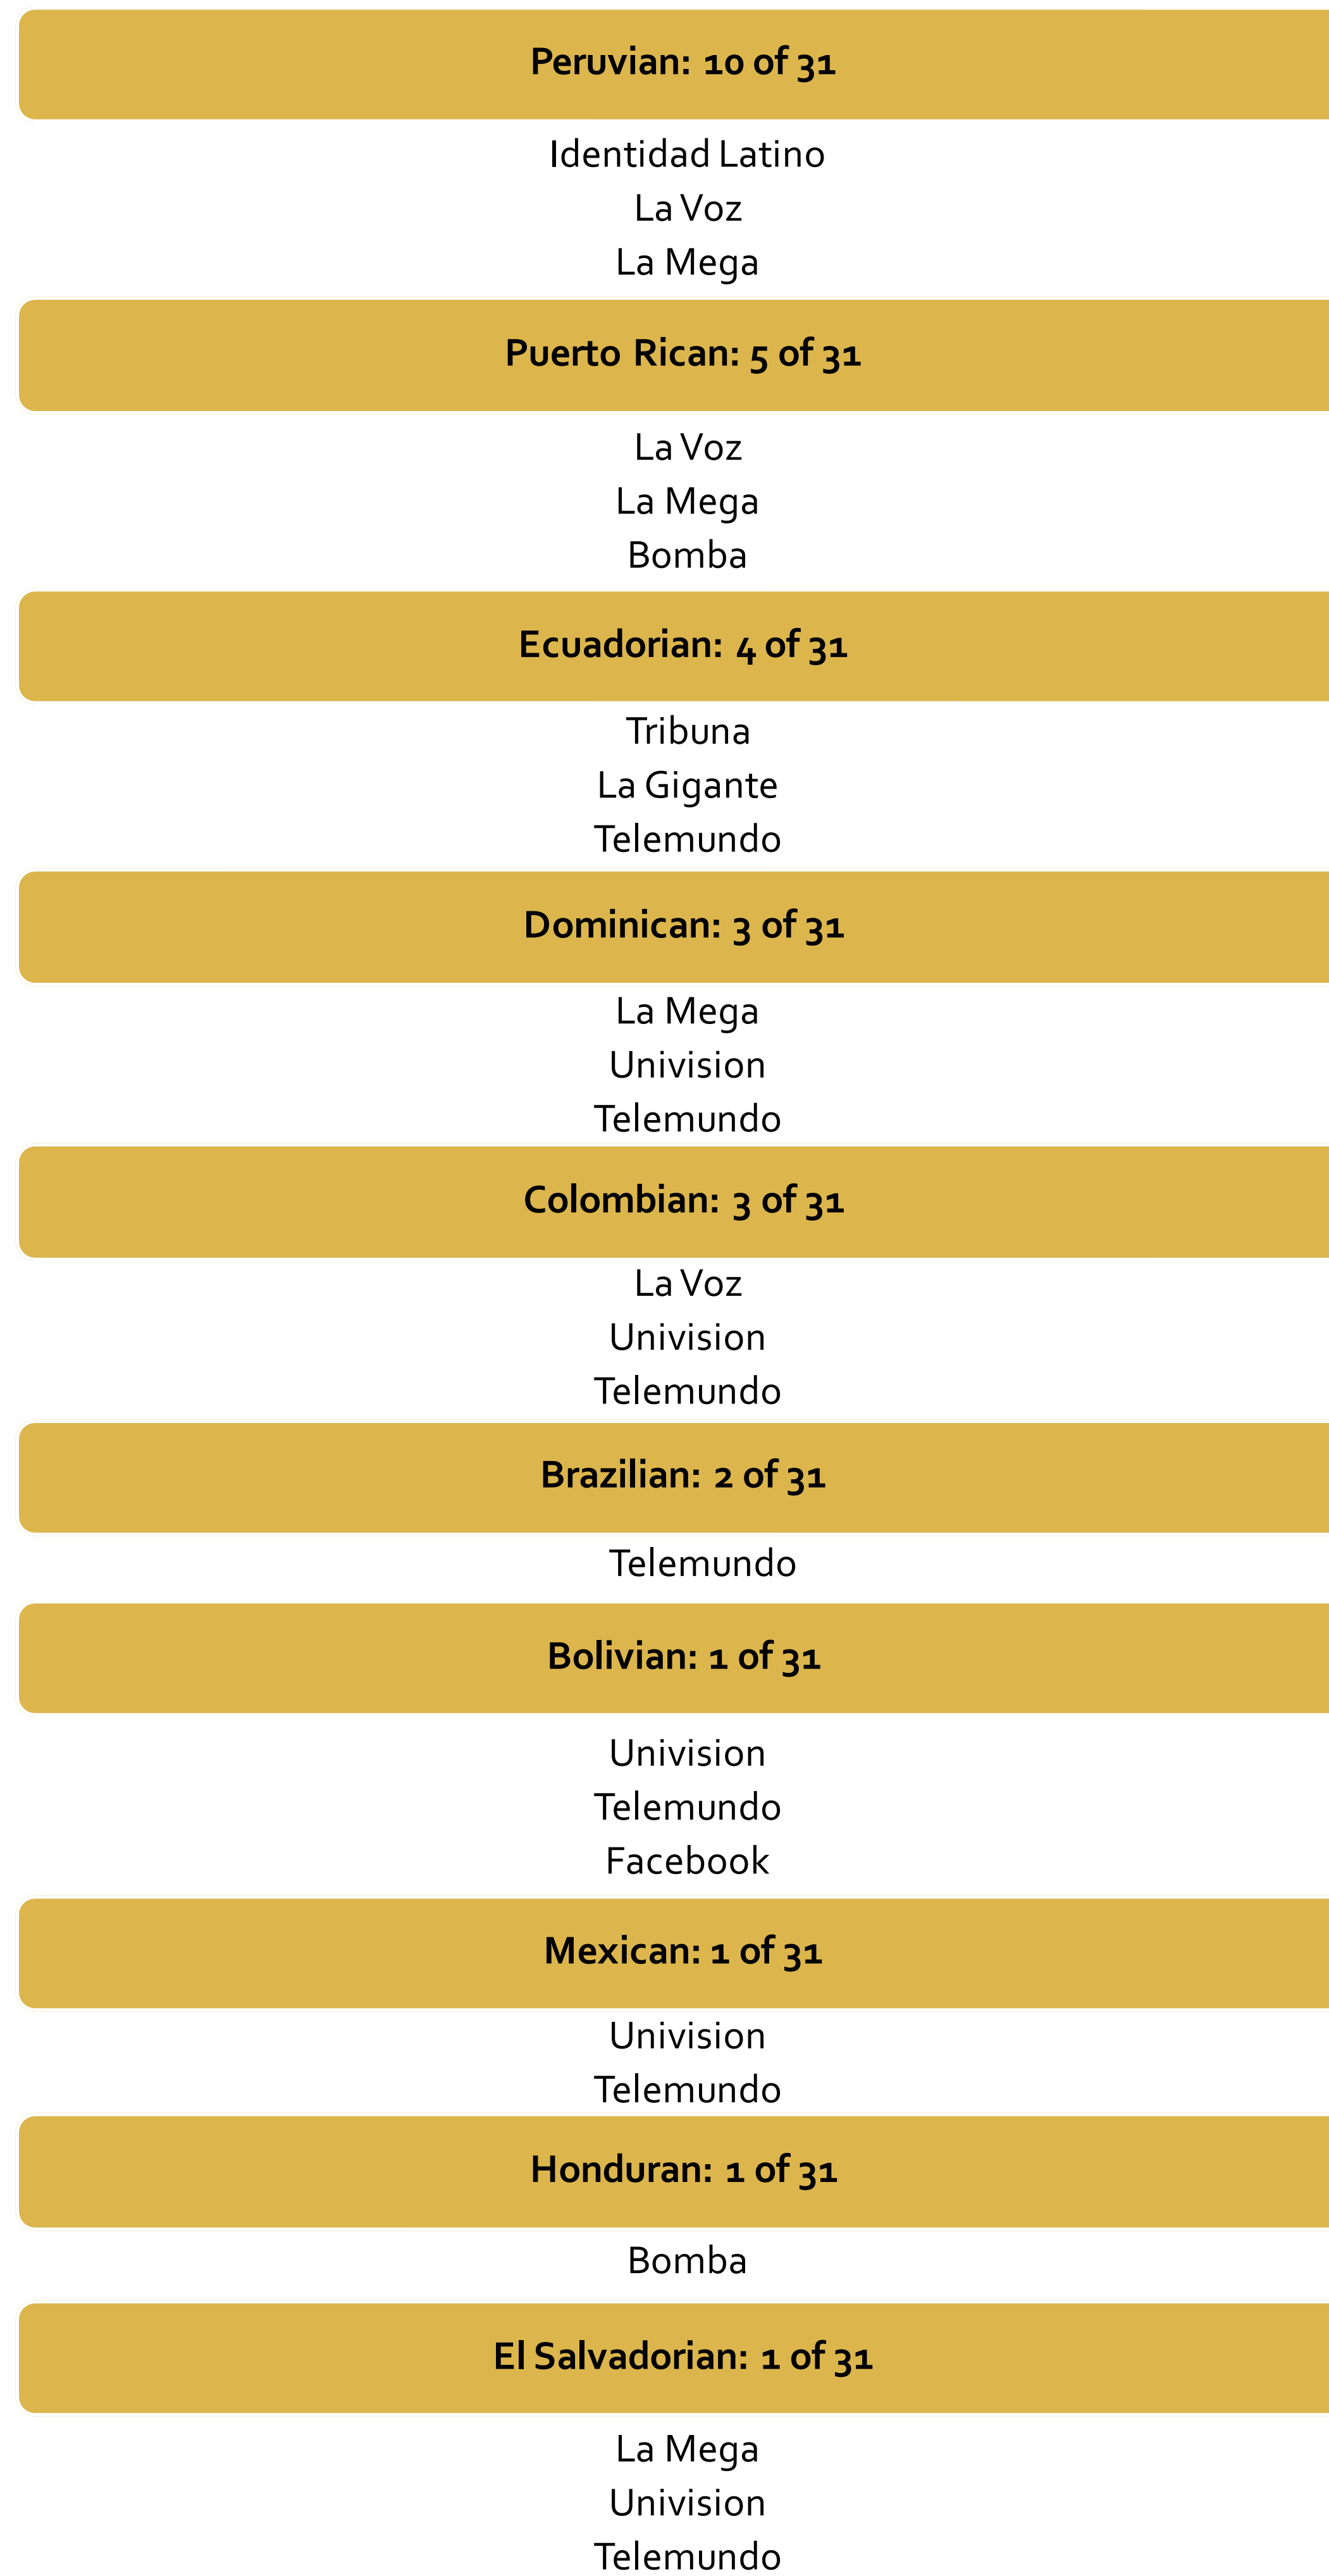 Peruvian: 10 of 31
Identidad Latino
La Voz
La Mega
Puerto Rican: 5 of 31
La Voz
La Mega
Bomba
Ecuadorian: 4 of 31
Tribuna
La Gigante
Telemundo
Dominican: 3 of 31
La Mega
Univision
Telemundo
Colombian: 3 of 31
La Voz
Univision
Telemundo
Brazilian: 2 of 31
Telemundo
Bolivian: 1 of 31
Univision
Telemundo
Facebook
Mexican: 1 of 31
Univision
Telemundo
Honduran: 1 of 31
Bomba
El Salvadorian: 1 of 31
La Mega
Univision
Telemundo